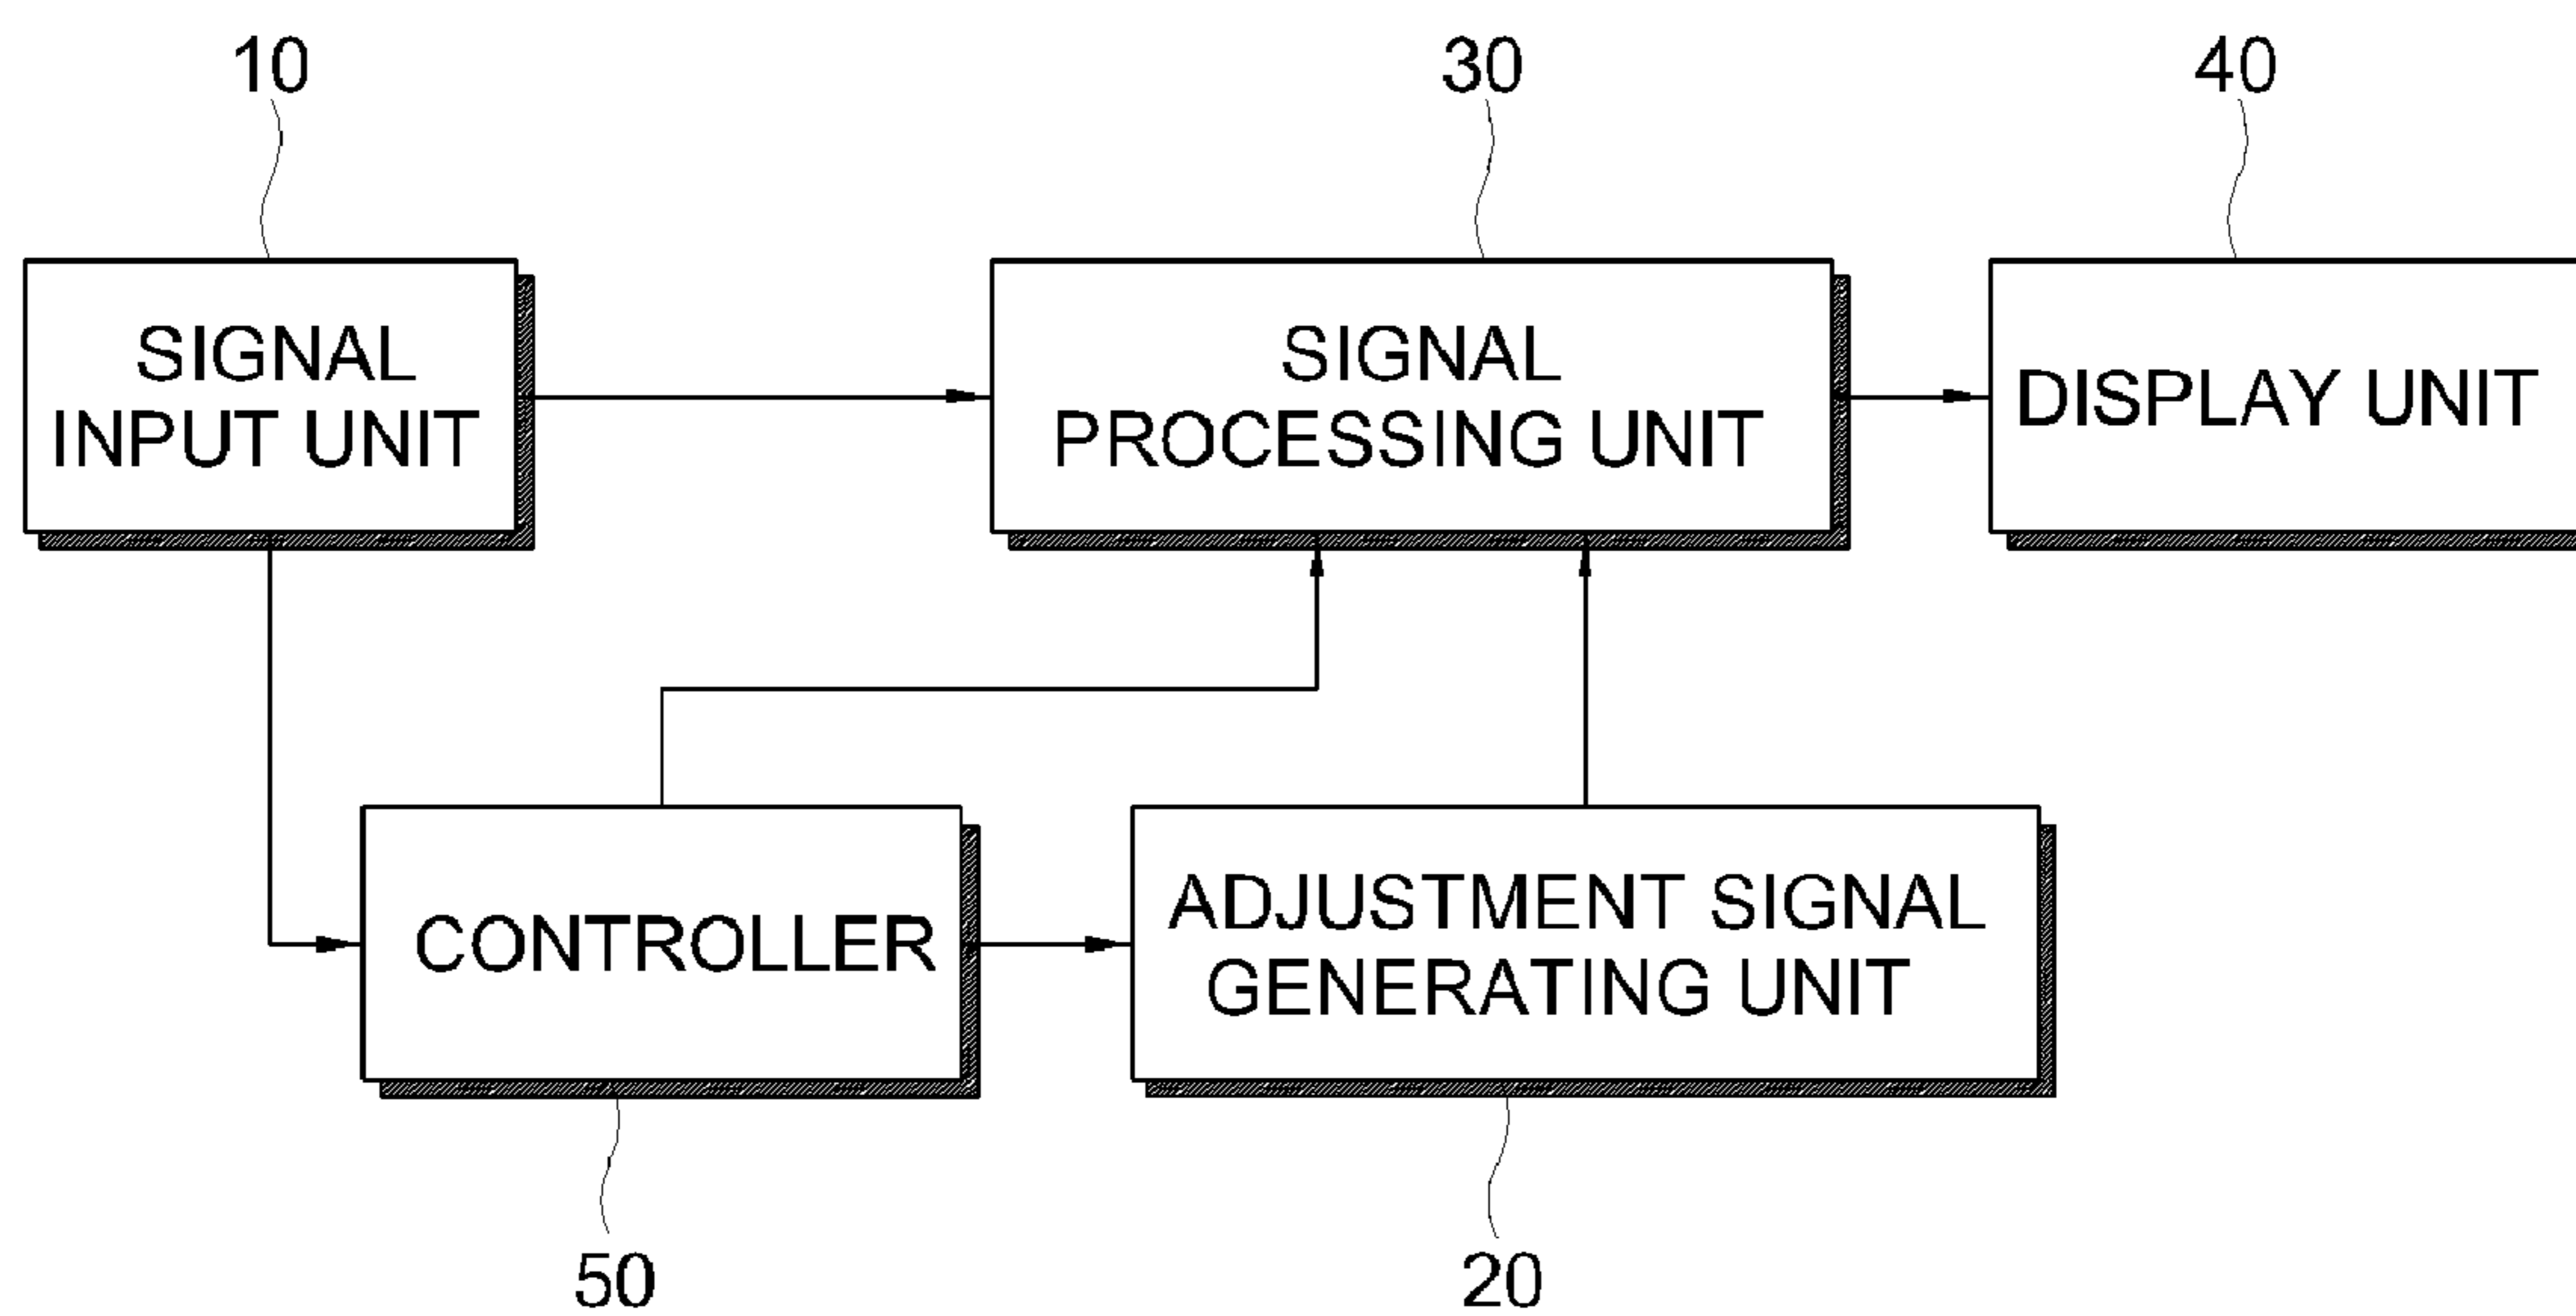 10
30
40
SIGNAL
INPUT UNIT
SIGNAL
PROCESSING UNIT
DISPLAY UNIT
CONTROLLER
ADJUSTMENT SIGNAL
GENERATING UNIT
50
20